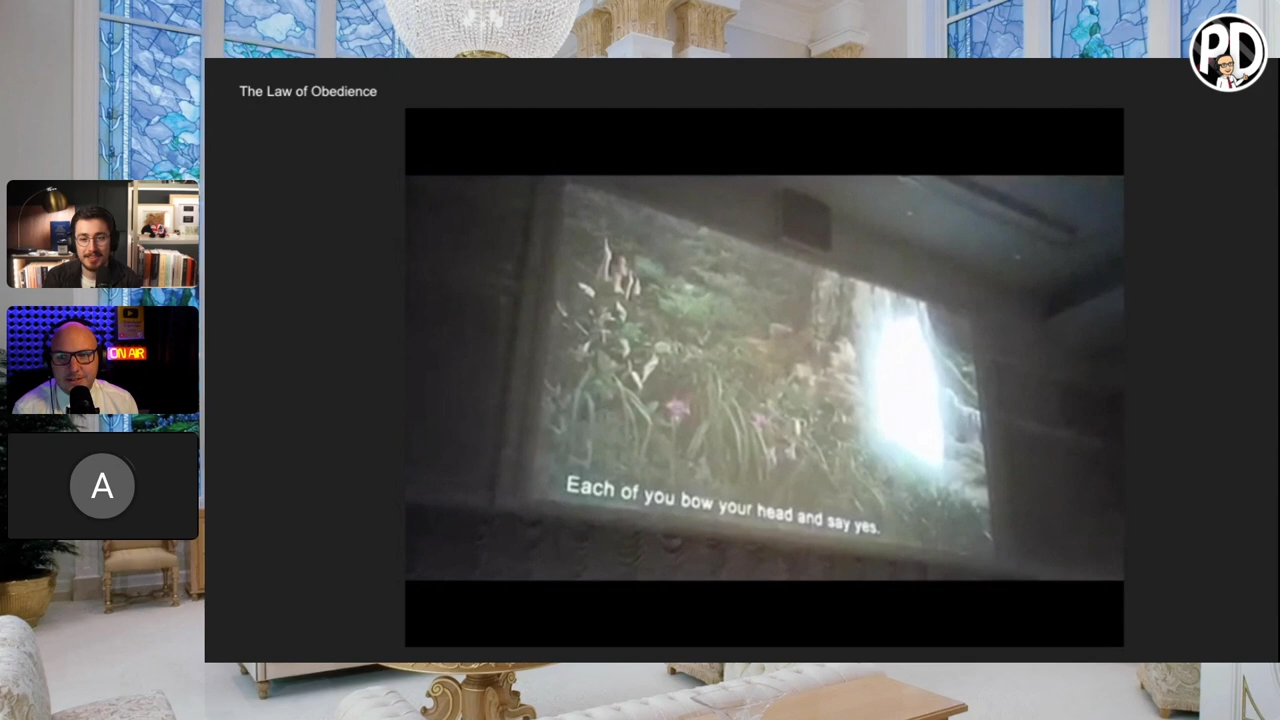 PD
The Law of Obedience
ON AIR
A
Each of you bow your head and say yes.